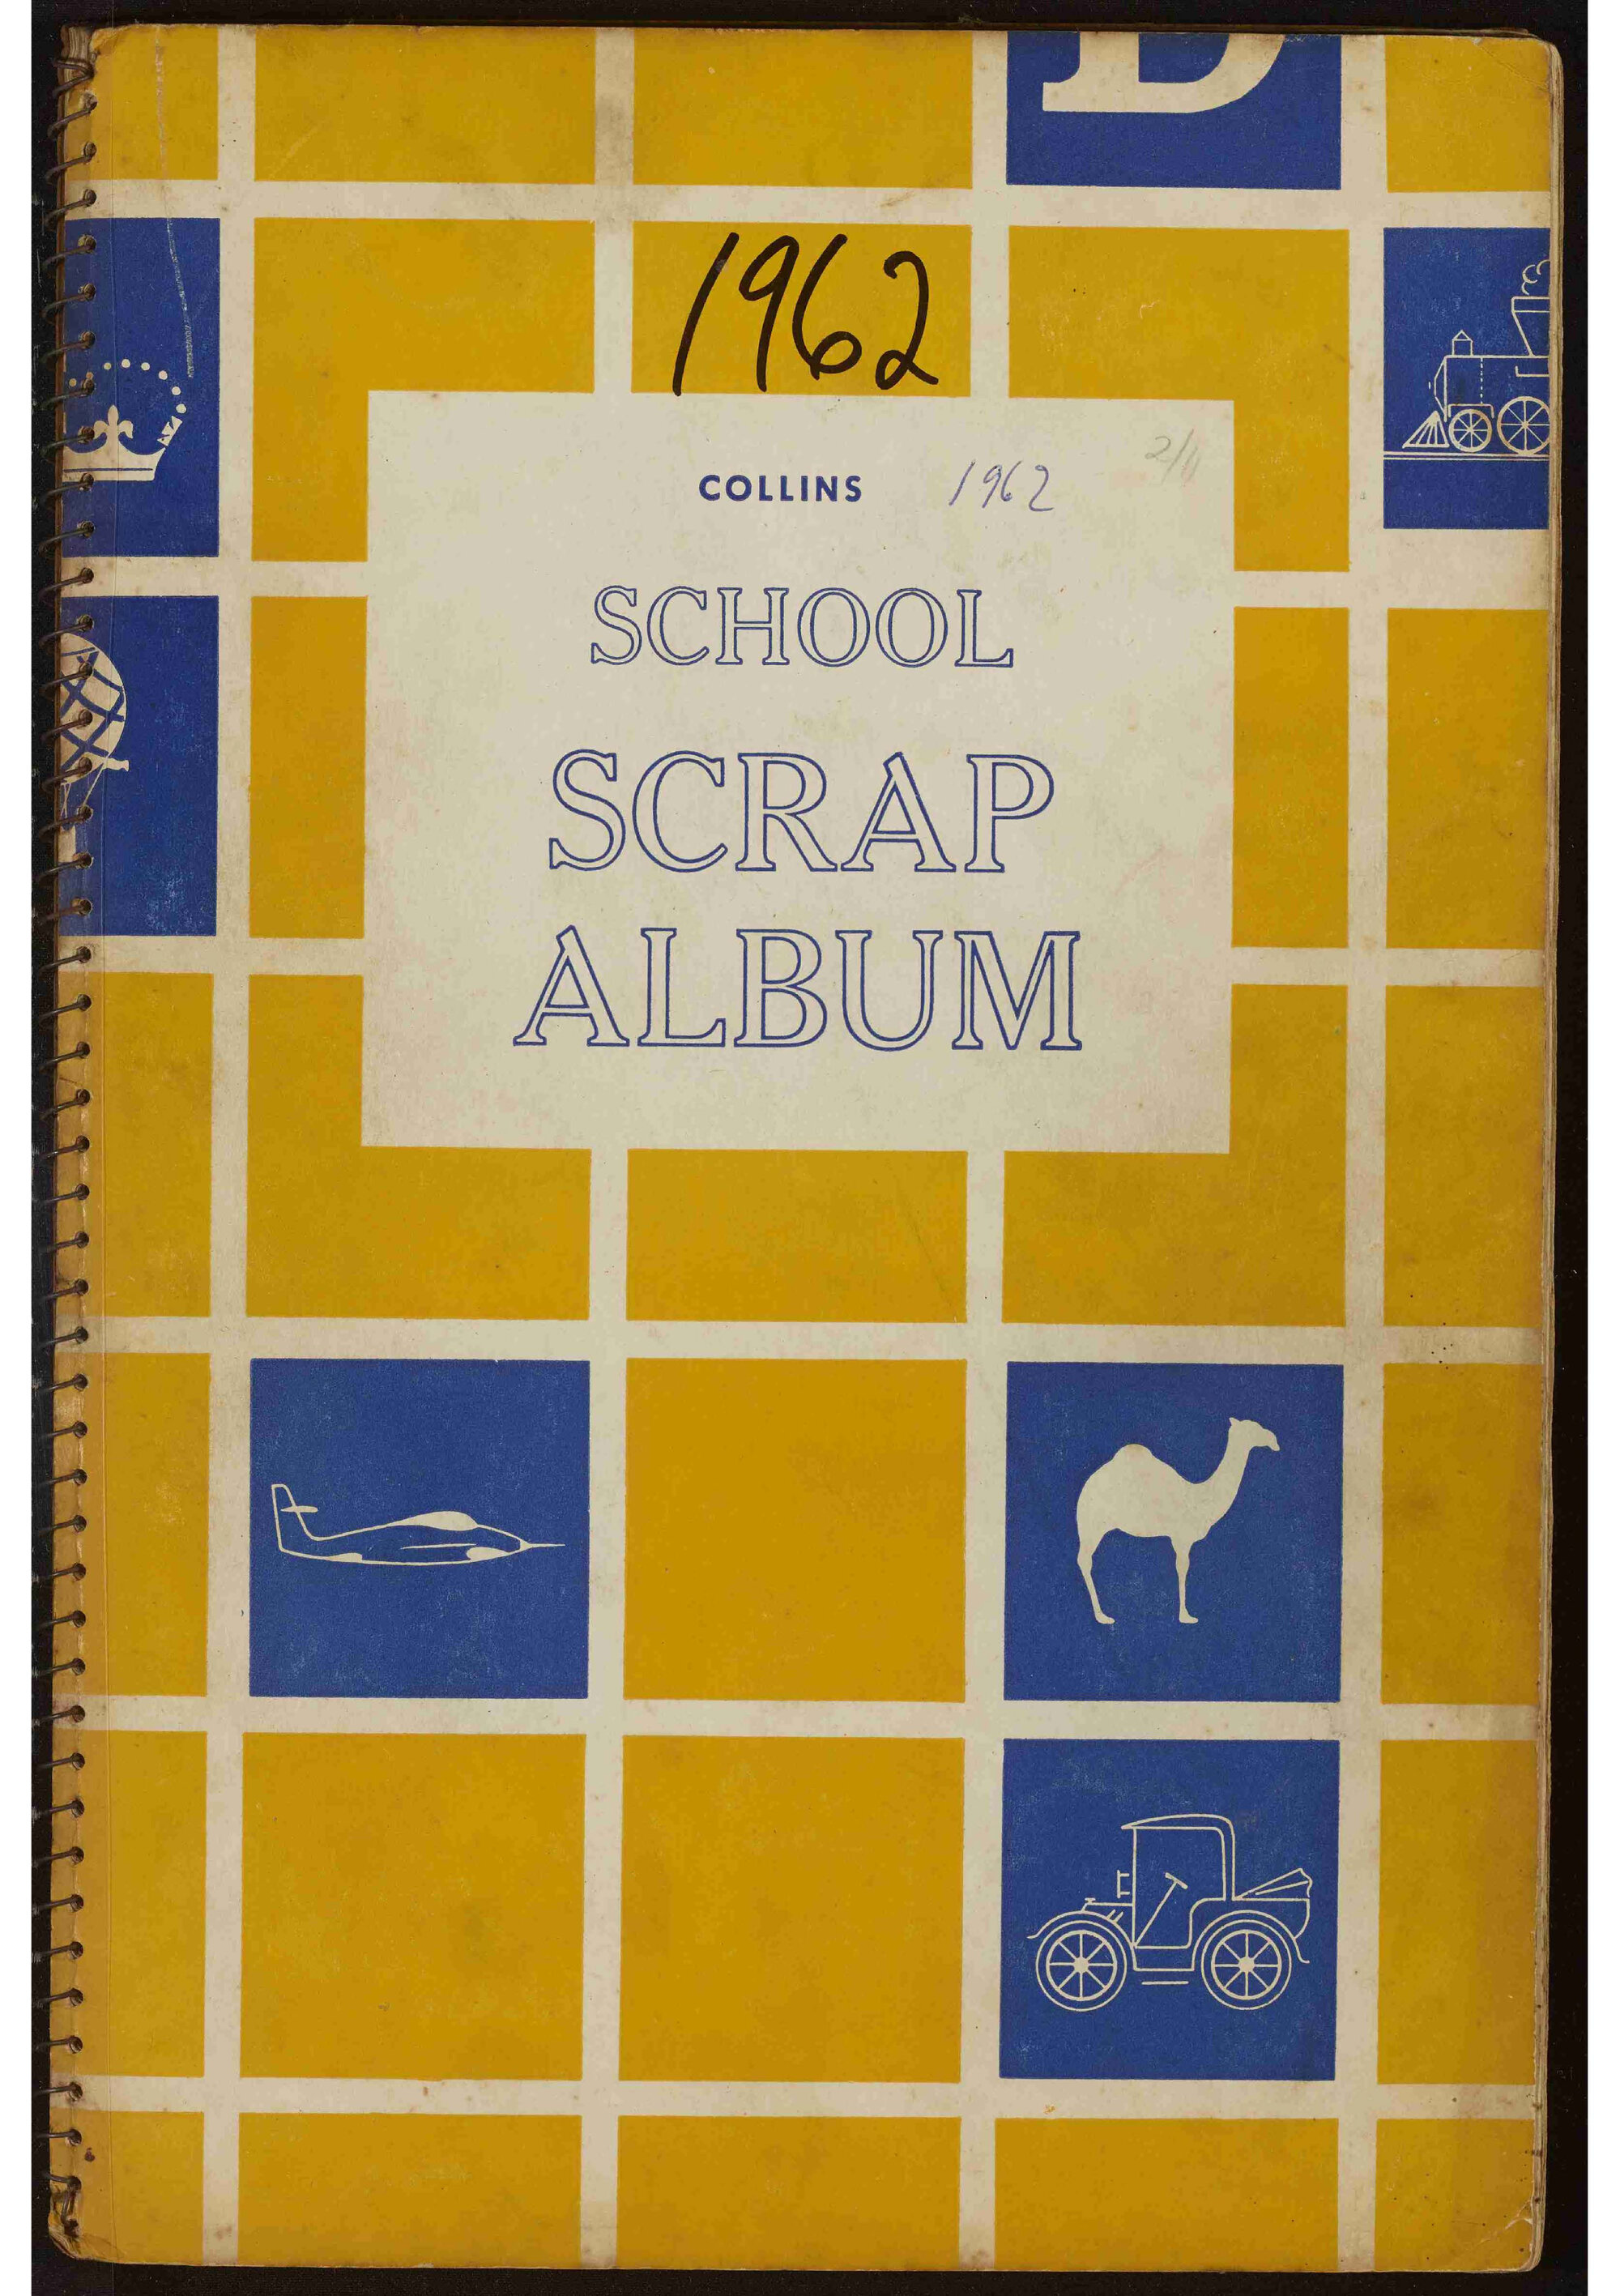 1962
COLLINS 1962 2/11
SCHOOL
SCRAP
ALBUM